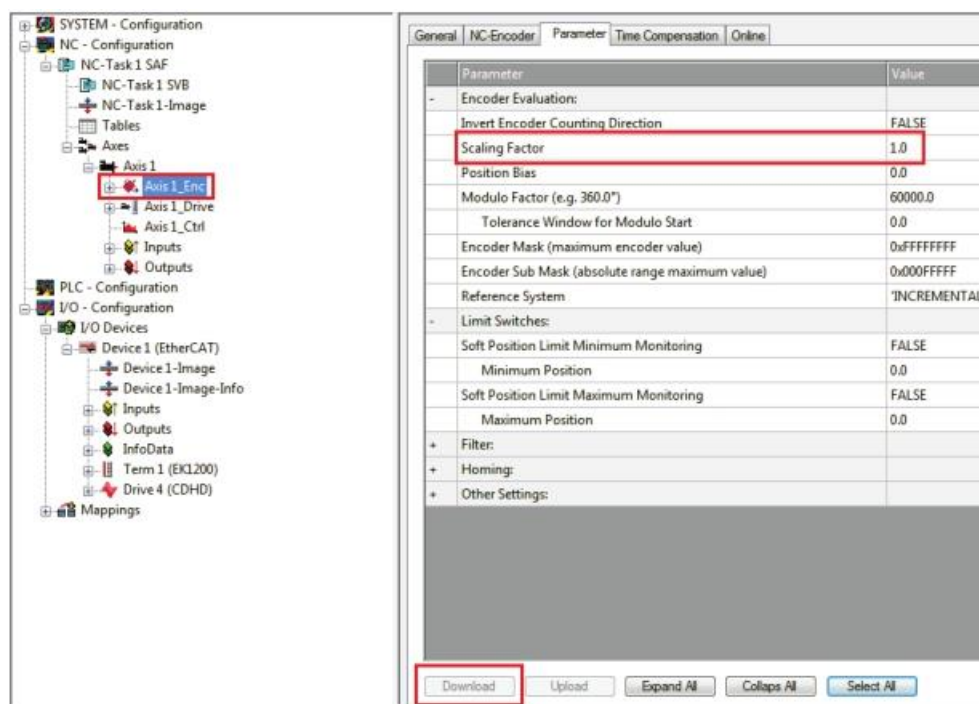 SYSTEM - Configuration
NC - Configuration
NC-Task 1 SAF
NC-Task 1 SVB
NC-Task 1-Image
Tables
Axes
Axis 1
Axis 1_Enc
Axis 1_Drive
Axis 1_Ctrl
Inputs
Outputs
PLC - Configuration
I/O - Configuration
I/O Devices
Device 1 (EtherCAT)
Device 1-Image
Device 1-Image-Info
Inputs
Outputs
InfoData
Term 1 (EK1200)
Drive 4 (CDHD)
Mappings
General NC-Encoder Parameter Time Compensation Online
Parameter Value
- Encoder Evaluation:
Invert Encoder Counting Direction FALSE
Scaling Factor 1.0
Position Bias 0.0
Modulo Factor (e.g. 360.0°) 60000.0
Tolerance Window for Modulo Start 0.0
Encoder Mask (maximum encoder value) 0xFFFFFFFF
Encoder Sub Mask (absolute range maximum value) 0x000FFFFF
Reference System 'INCREMENTAL
- Limit Switches:
Soft Position Limit Minimum Monitoring FALSE
Minimum Position 0.0
Soft Position Limit Maximum Monitoring FALSE
Maximum Position 0.0
+ Filter:
+ Homing:
+ Other Settings:
Download Upload Expand All Collaps All Select All